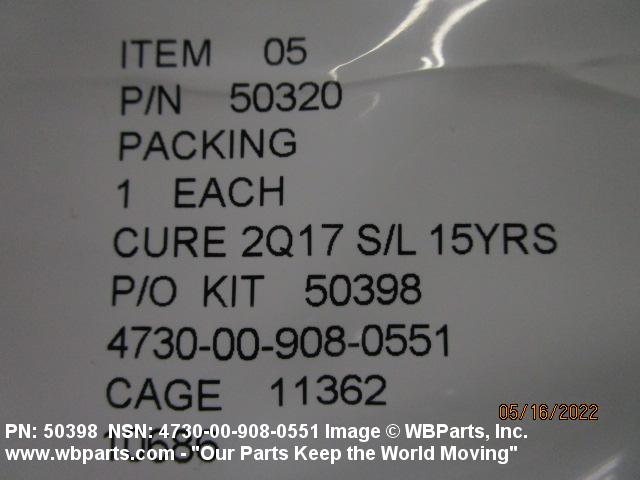 ITEM 05
P/N 50320
PACKING
1 EACH
CURE 2Q17 S/L 15YRS
P/O KIT 50398
4730-00-908-0551
CAGE 11362
05/16/2022
PN: 50398 NSN: 4730-00-908-0551 Image © WBParts, Inc.
www.wbparts.com - "Our Parts Keep the World Moving"